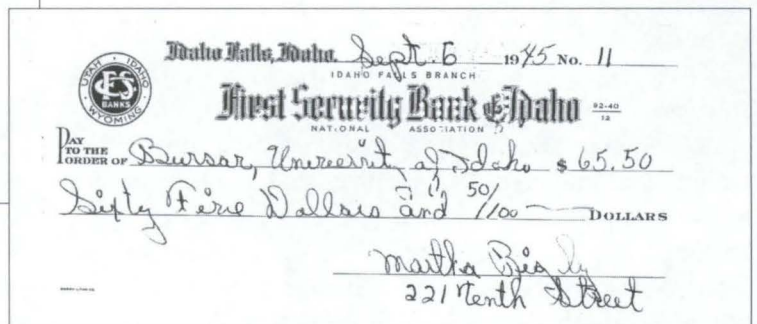 Idaho Falls, Idaho. Sept. 6 1945 No. 11
IDAHO FALLS BRANCH
UTAH · IDAHO · WYOMING
FS BANKS
First Security Bank of Idaho 92-40
12
NATIONAL ASSOCIATION
PAY TO THE ORDER OF Bursar, University of Idaho $ 65.50
Sixty Five Dollars and 50/100 DOLLARS
Martha
221 Tenth Street